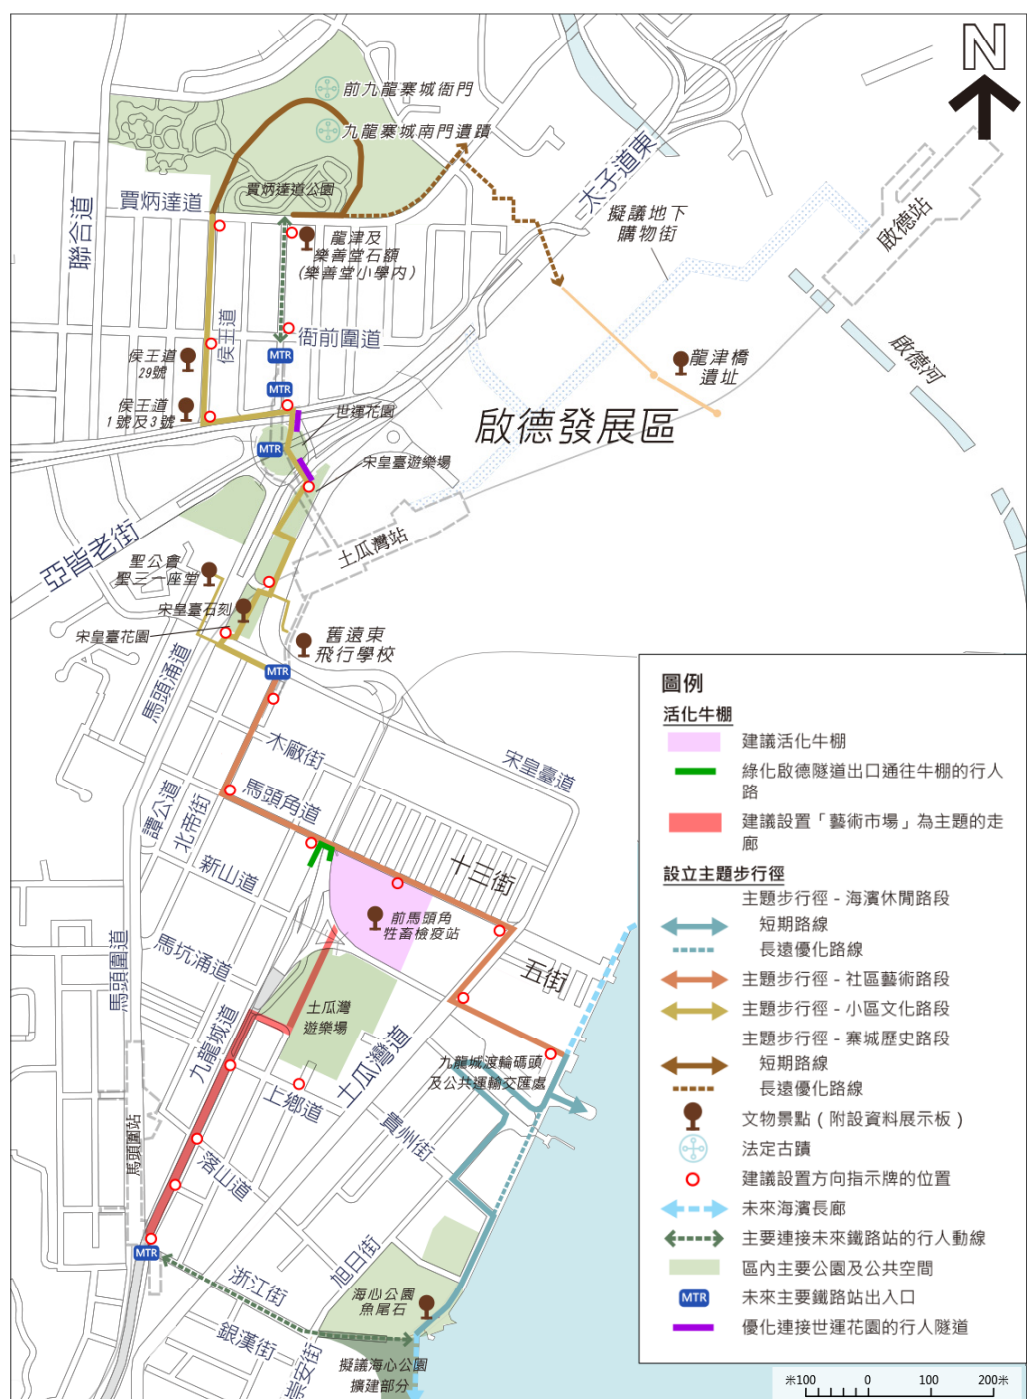 N
前九龍寨城衙門
九龍寨城南門遺蹟
太子道東
賈炳達道公園
賈炳達道
聯合道
擬議地下
購物街
啟德站
龍津及
樂善堂石額
(樂善堂小學內)
侯王道
衙前圍道
MTR
侯王道
29號
MTR
龍津橋
遺址
啟德河
侯王道
1號及3號
世運花園
啟德發展區
MTR
宋皇臺遊樂場
亞皆老街
土瓜灣站
聖公會
聖三一座堂
宋皇臺石刻
宋皇臺花園
舊遠東
飛行學校
MTR
馬頭涌道
木廠街
宋皇臺道
譚公道
北帝街
馬頭角道
新山道
十三街
前馬頭角
牲畜檢疫站
馬頭圍道
馬坑涌道
五街
土瓜灣
遊樂場
九龍城道
土瓜灣道
九龍城渡輪碼頭
及公共運輸交匯處
上鄉道
貴州街
馬頭圍站
落山道
MTR
旭日街
浙江街
海心公園
魚尾石
銀漢街
崇安街
擬議海心公園
擴建部分
圖例
活化牛棚
建議活化牛棚
綠化啟德隧道出口通往牛棚的行人
路
建議設置「藝術市場」為主題的走
廊
設立主題步行徑
主題步行徑 - 海濱休閒路段
短期路線
長遠優化路線
主題步行徑 - 社區藝術路段
主題步行徑 - 小區文化路段
主題步行徑 - 寨城歷史路段
短期路線
長遠優化路線
文物景點 ( 附設資料展示板 )
法定古蹟
建議設置方向指示牌的位置
未來海濱長廊
主要連接未來鐵路站的行人動線
區內主要公園及公共空間
MTR 未來主要鐵路站出入口
優化連接世運花園的行人隧道
米100 0 100 200米